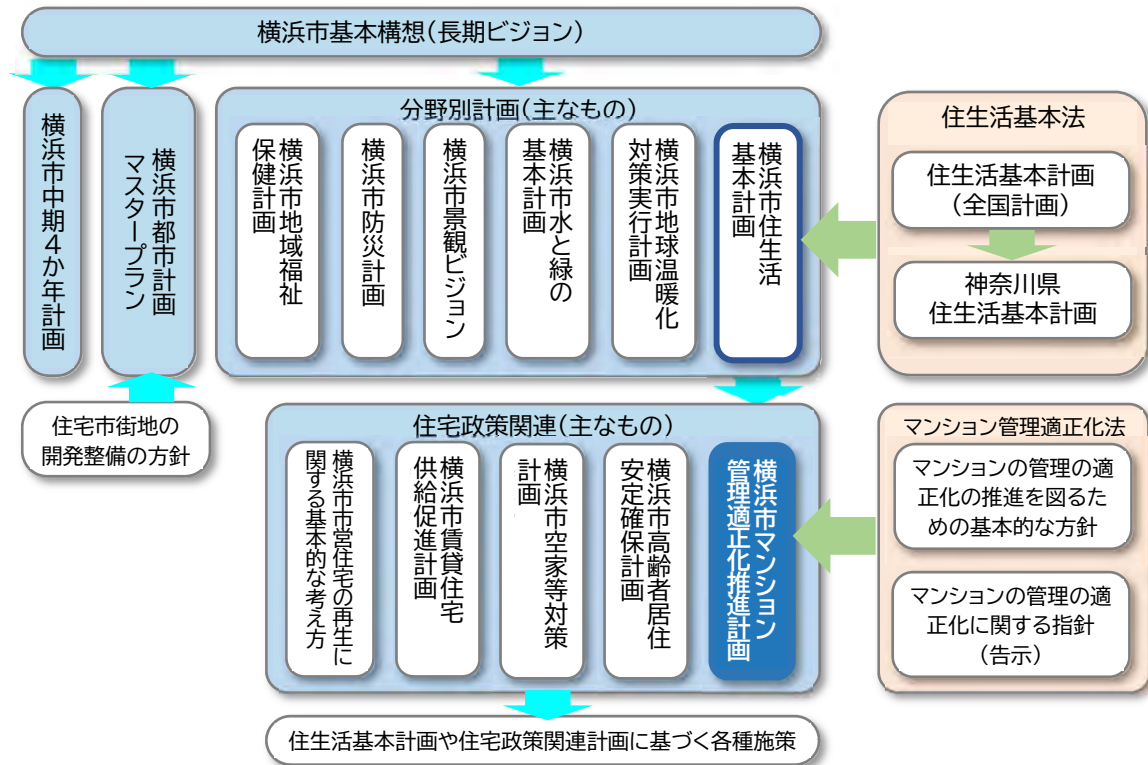 横浜市基本構想(長期ビジョン)
横浜市中期4か年計画
横浜市都市計画
マスタープラン
分野別計画(主なもの)
横浜市地域福祉
保健計画
横浜市防災計画
横浜市景観ビジョン
横浜市水と緑の
基本計画
横浜市地球温暖化
対策実行計画
横浜市住生活
基本計画
住生活基本法
住生活基本計画
(全国計画)
神奈川県
住生活基本計画
住宅市街地の
開発整備の方針
住宅政策関連(主なもの)
横浜市市営住宅の再生に
関する基本的な考え方
横浜市賃貸住宅
供給促進計画
横浜市空家等対策
計画
横浜市高齢者居住
安定確保計画
横浜市マンション
管理適正化推進計画
マンション管理適正化法
マンションの管理の適
正化の推進を図るため
の基本的な方針
マンションの管理の適
正化に関する指針
(告示)
住生活基本計画や住宅政策関連計画に基づく各種施策